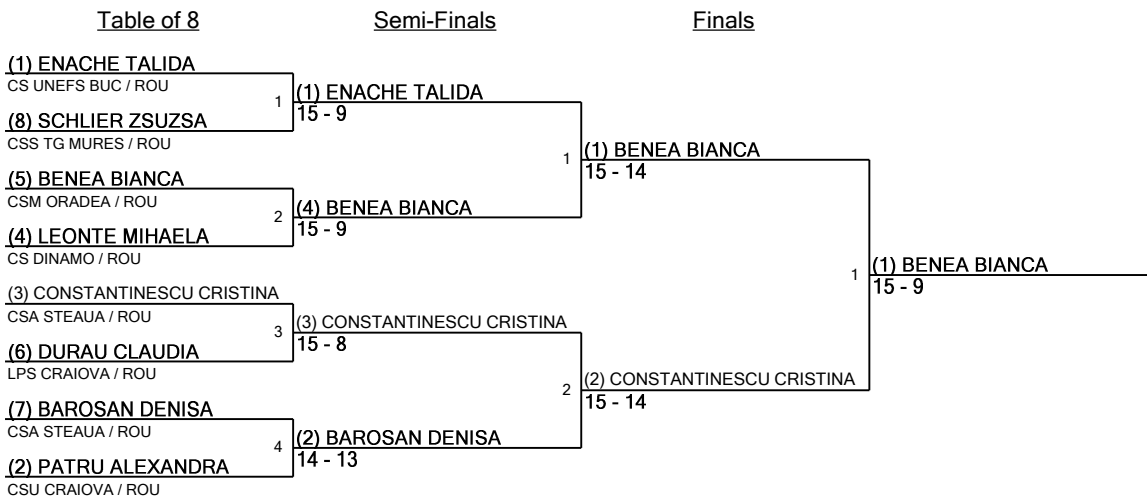 Table of 8 Semi-Finals Finals
(1) ENACHE TALIDA
CS UNEFS BUC / ROU
1
(8) SCHLIER ZSUZSA
CSS TG MURES / ROU
(5) BENEA BIANCA
CSM ORADEA / ROU
2
(4) LEONTE MIHAELA
CS DINAMO / ROU
(3) CONSTANTINESCU CRISTINA
CSA STEAUA / ROU
3
(6) DURAU CLAUDIA
LPS CRAIOVA / ROU
(7) BAROSAN DENISA
CSA STEAUA / ROU
4
(2) PATRU ALEXANDRA
CSU CRAIOVA / ROU
(1) ENACHE TALIDA
15 - 9
1
(4) BENEA BIANCA
15 - 9
(3) CONSTANTINESCU CRISTINA
15 - 8
2
(2) BAROSAN DENISA
14 - 13
(1) BENEA BIANCA
15 - 14
1
(2) CONSTANTINESCU CRISTINA
15 - 14
(1) BENEA BIANCA
15 - 9